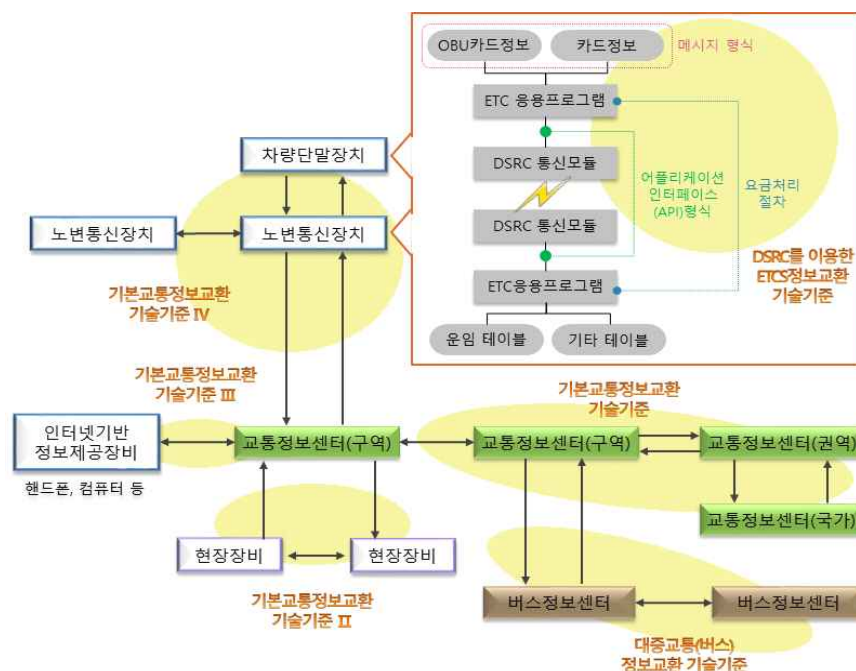 OBU카드정보
카드정보
메시지 형식
ETC 응용프로그램
차량단말장치
DSRC 통신모듈
어플리케이션
인터페이스
(API)형식
요금처리
절차
노변통신장치
노변통신장치
DSRC 통신모듈
DSRC를 이용한
ETCS정보교환
기술기준
ETC응용프로그램
기본교통정보교환
기술기준 IV
운임 테이블
기타 테이블
기본교통정보교환
기술기준 III
기본교통정보교환
기술기준
인터넷기반
정보제공장비
교통정보센터(구역)
교통정보센터(구역)
교통정보센터(권역)
핸드폰, 컴퓨터 등
교통정보센터(국가)
현장장비
현장장비
기본교통정보교환
기술기준 II
버스정보센터
버스정보센터
대중교통(버스)
정보교환 기술기준